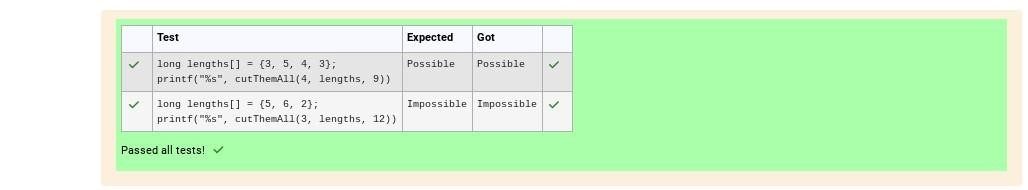 Test Expected Got
long lengths[] = {3, 5, 4, 3}; Possible Possible
printf("%s", cutThemAll(4, lengths, 9))
long lengths[] = {5, 6, 2}; Impossible Impossible
printf("%s", cutThemAll(3, lengths, 12))
Passed all tests!